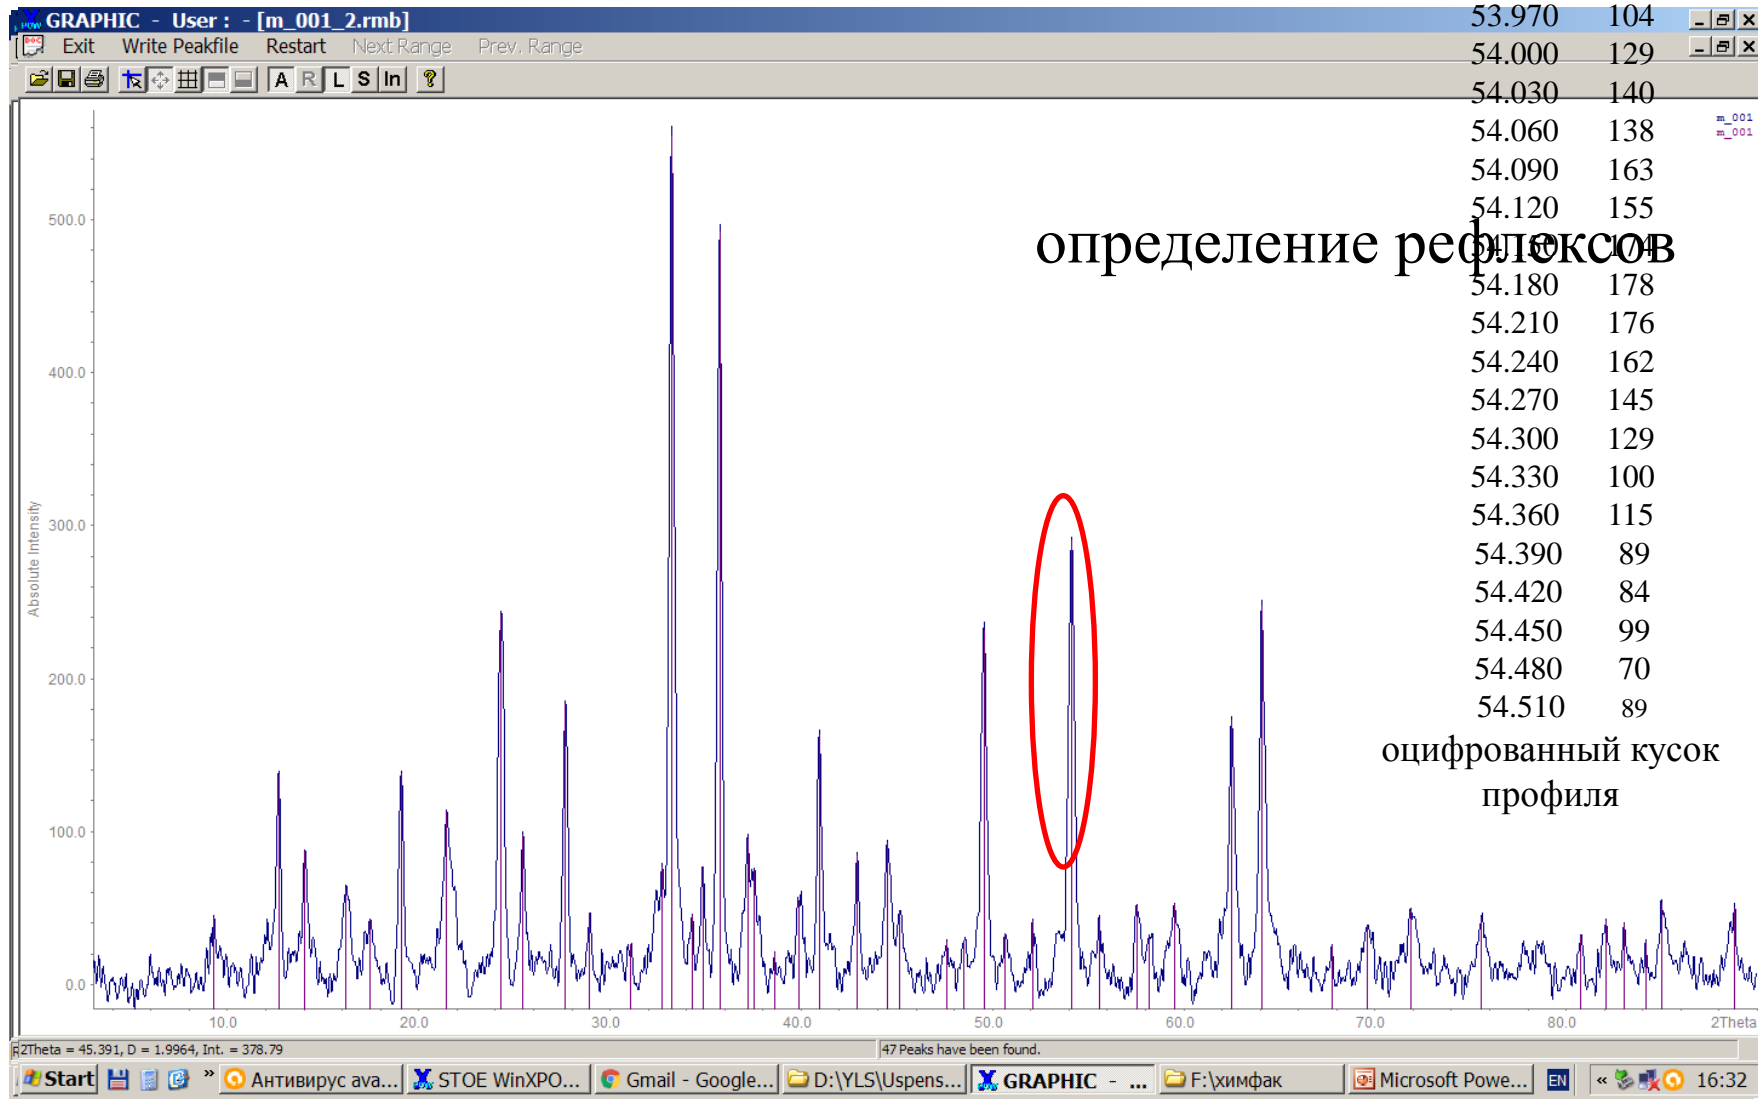 GRAPHIC - User : - [m_001_2.rmb]
Exit Write Peakfile Restart Next Range Prev. Range
A R L S In ?
m_001
m_001
53.970 104
54.000 129
54.030 140
54.060 138
54.090 163
54.120 155
54.150 174
54.180 178
54.210 176
54.240 162
54.270 145
54.300 129
54.330 100
54.360 115
54.390 89
54.420 84
54.450 99
54.480 70
54.510 89
определение рефлексов
оцифрованный кусок
профиля
Absolute Intensity
500.0
400.0
300.0
200.0
100.0
0.0
10.0 20.0 30.0 40.0 50.0 60.0 70.0 80.0 2Theta
2Theta = 45.391, D = 1.9964, Int. = 378.79
47 Peaks have been found.
Start » Антивирус ava... STOE WinXPO... Gmail - Google... D:\YLS\Uspens... GRAPHIC - ... F:\химфак Microsoft Powe... EN « 16:32